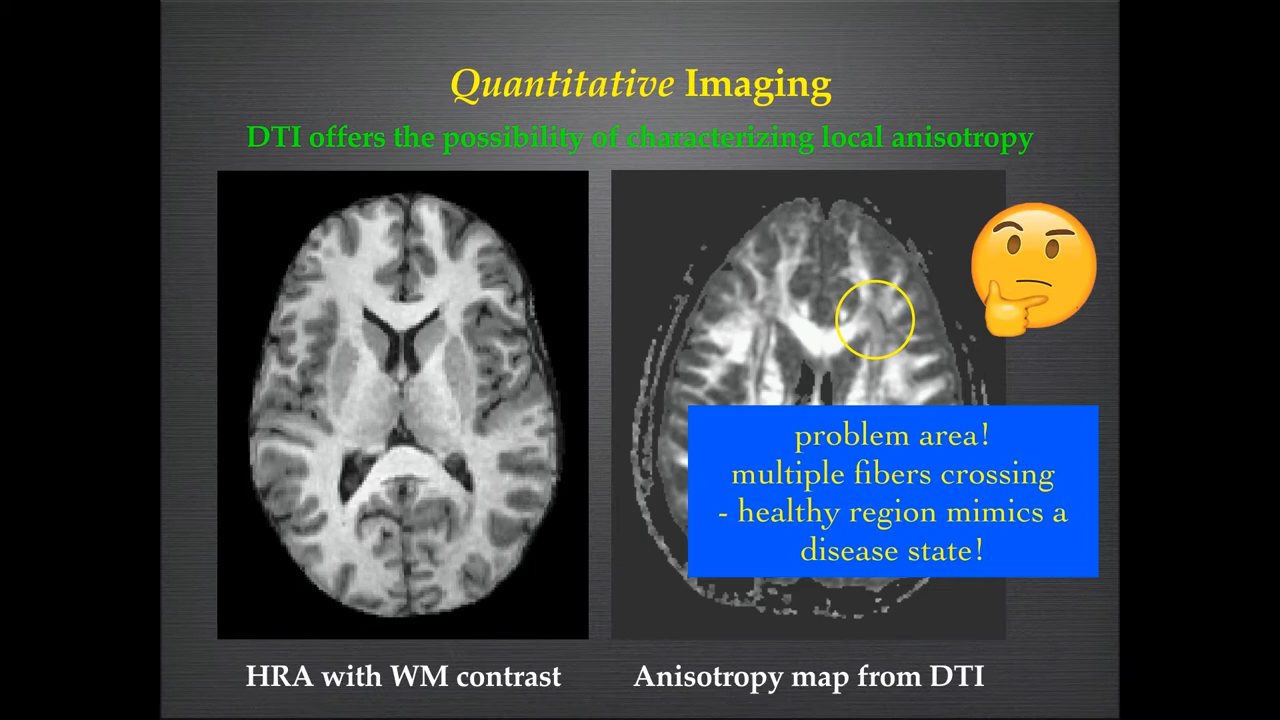 Quantitative Imaging
DTI offers the possibility of characterizing local anisotropy
problem area!
multiple fibers crossing
- healthy region mimics a
disease state!
HRA with WM contrast
Anisotropy map from DTI